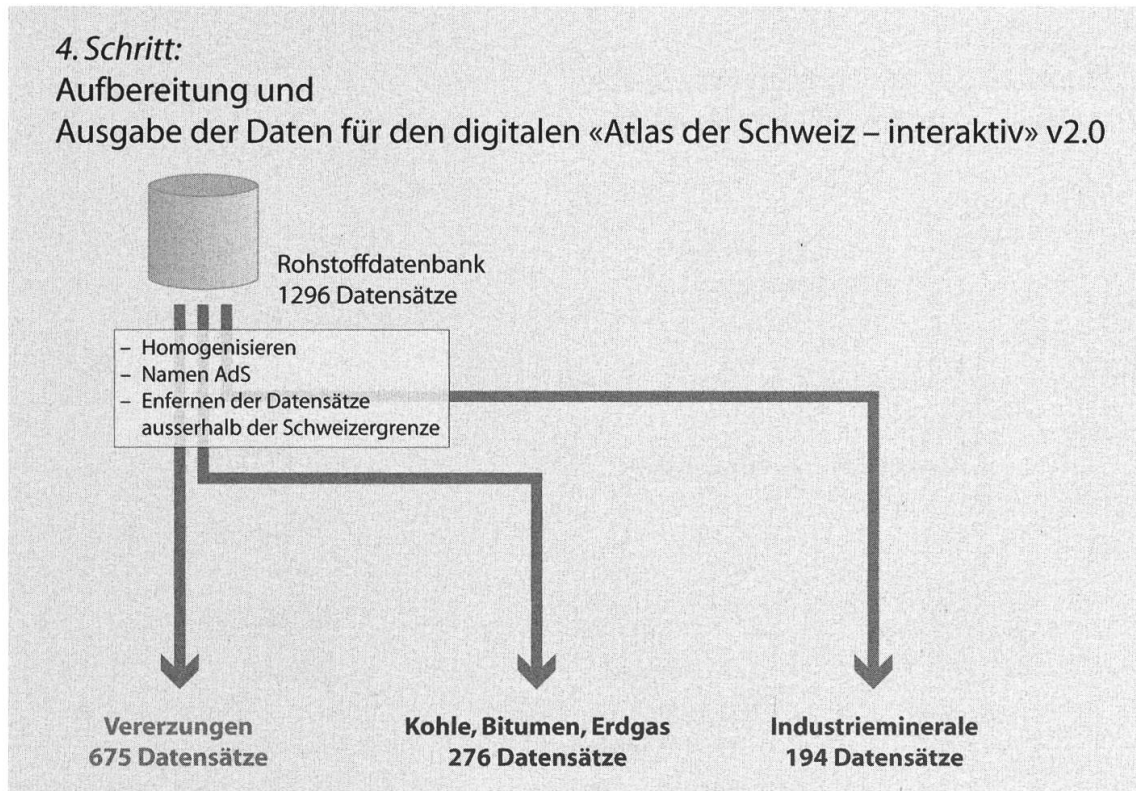 4. Schritt:
Aufbereitung und
Ausgabe der Daten für den digitalen «Atlas der Schweiz – interaktiv» v2.0
Rohstoffdatenbank
1296 Datensätze
– Homogenisieren
– Namen AdS
– Enfernen der Datensätze
ausserhalb der Schweizergrenze
Vererzungen
675 Datensätze
Kohle, Bitumen, Erdgas
276 Datensätze
Industrieminerale
194 Datensätze